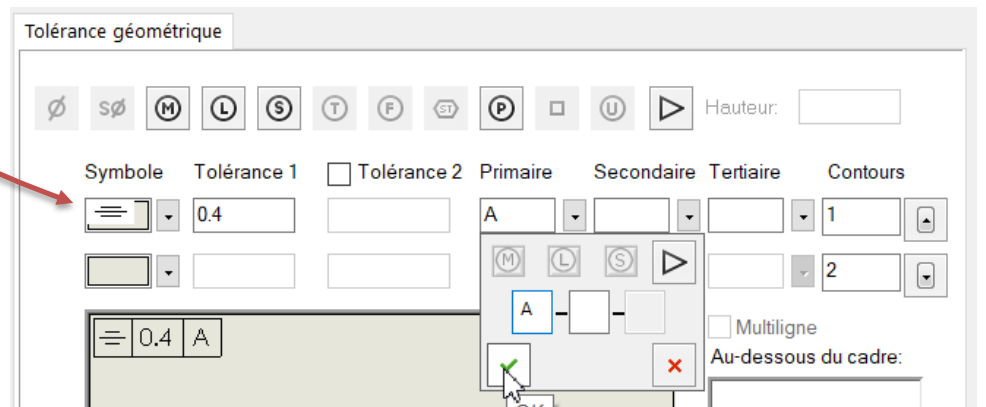 Tolérance géométrique
Ø SØ M L S T F ST P U Hauteur:
Symbole Tolérance 1 Tolérance 2 Primaire Secondaire Tertiaire Contours
0.4 A 1
2
M L S
A – –
0.4 A
Multiligne
Au-dessous du cadre:
OK